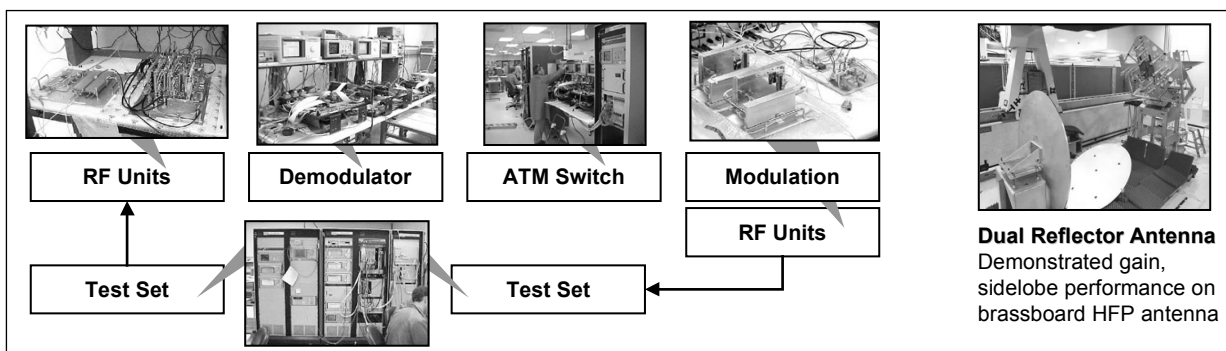 RF Units
Demodulator
ATM Switch
Modulation
RF Units
Test Set
Test Set
Dual Reflector Antenna
Demonstrated gain,
sidelobe performance on
brassboard HFP antenna